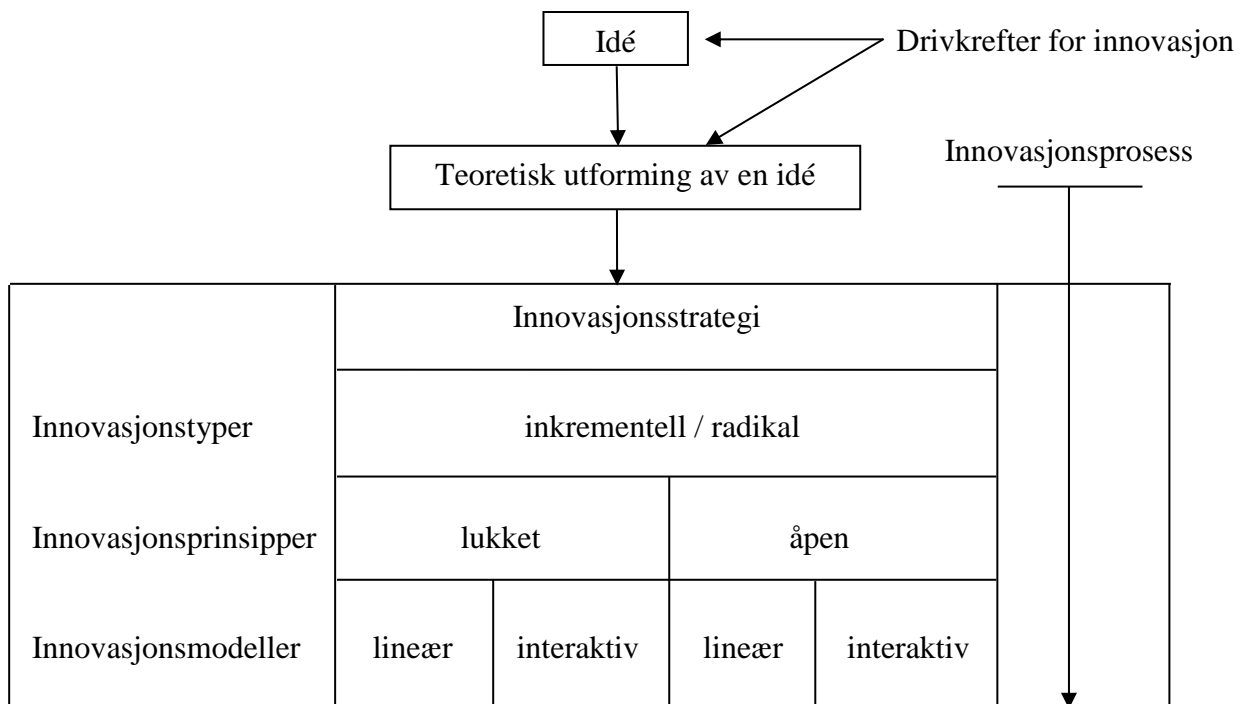 Idé
Drivkrefter for innovasjon
Innovasjonsprosess
Teoretisk utforming av en idé
Innovasjonsstrategi
Innovasjonstyper
inkrementell / radikal
Innovasjonsprinsipper
lukket
åpen
Innovasjonsmodeller
lineær
interaktiv
lineær
interaktiv